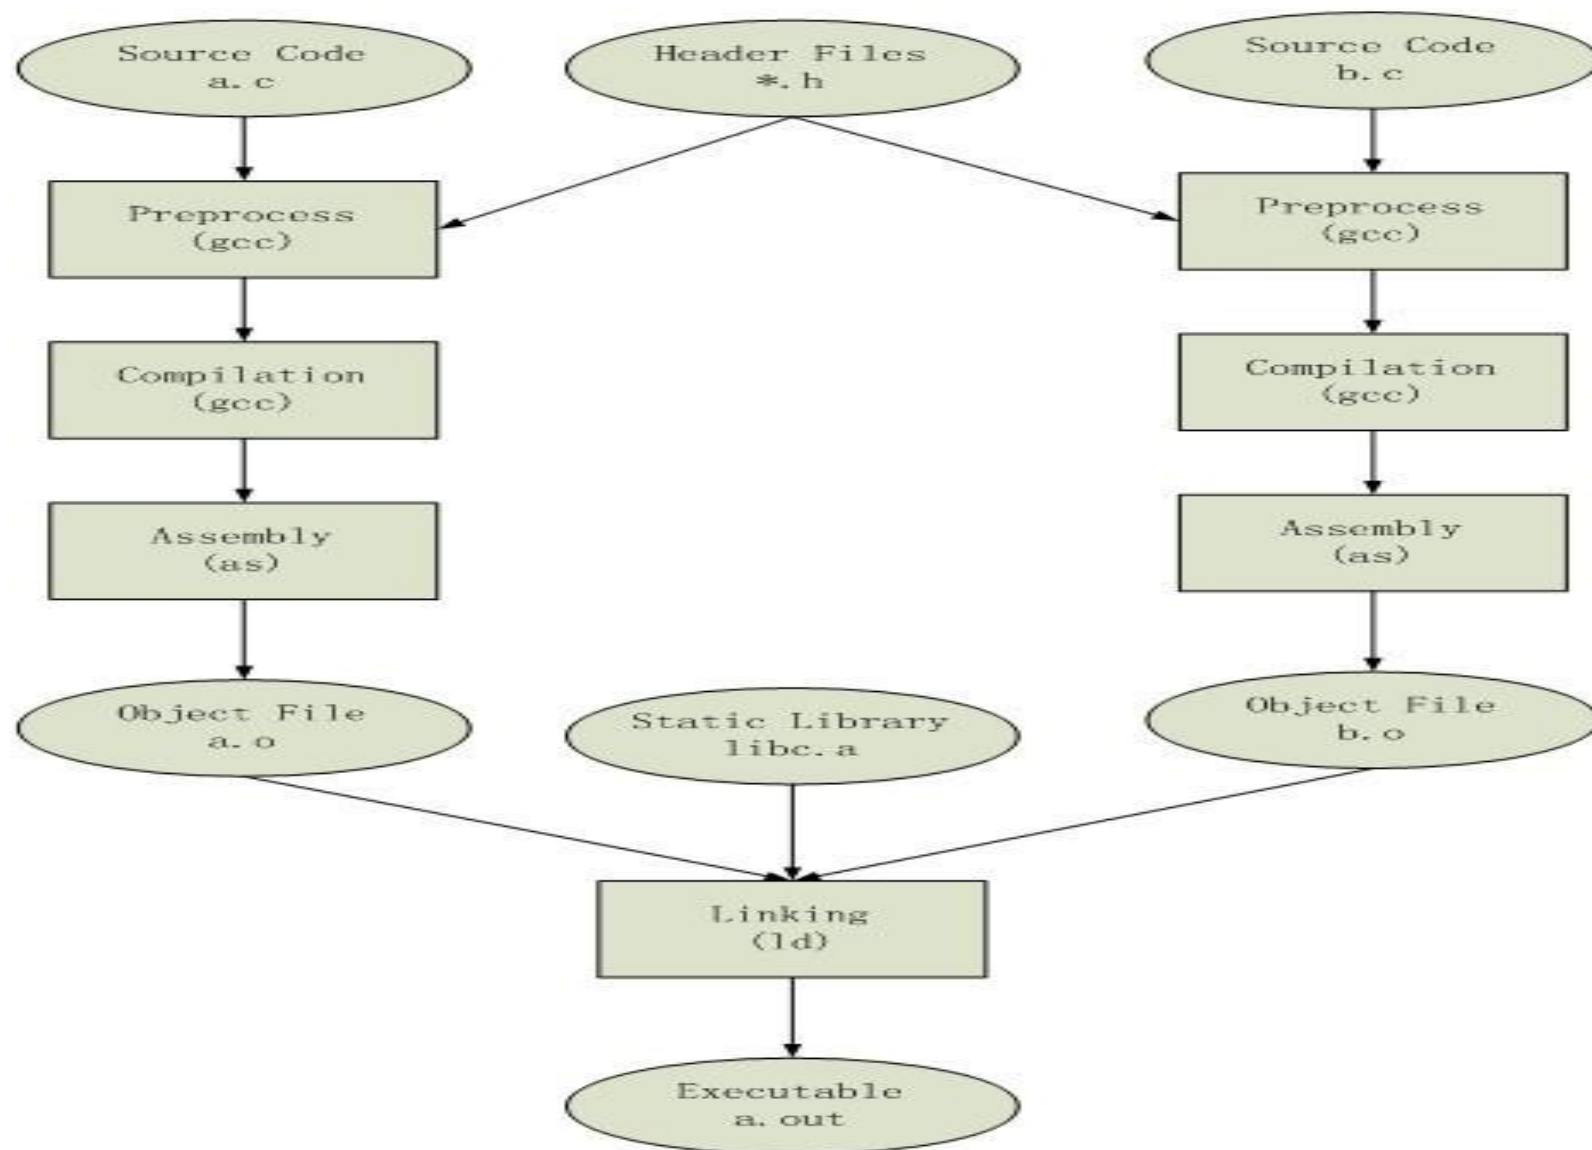 Source Code
a.c
Header Files
*.h
Source Code
b.c
Preprocess
(gcc)
Preprocess
(gcc)
Compilation
(gcc)
Compilation
(gcc)
Assembly
(as)
Assembly
(as)
Object File
a.o
Static Library
libc.a
Object File
b.o
Linking
(ld)
Executable
a.out